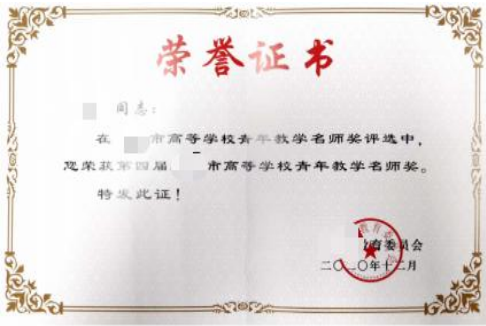 荣誉证书
同志：
在 市高等学校青年教学名师奖评选中，
您荣获第四届 市高等学校青年教学名师奖。
特发此证！
教育委员会
二〇二〇年十二月